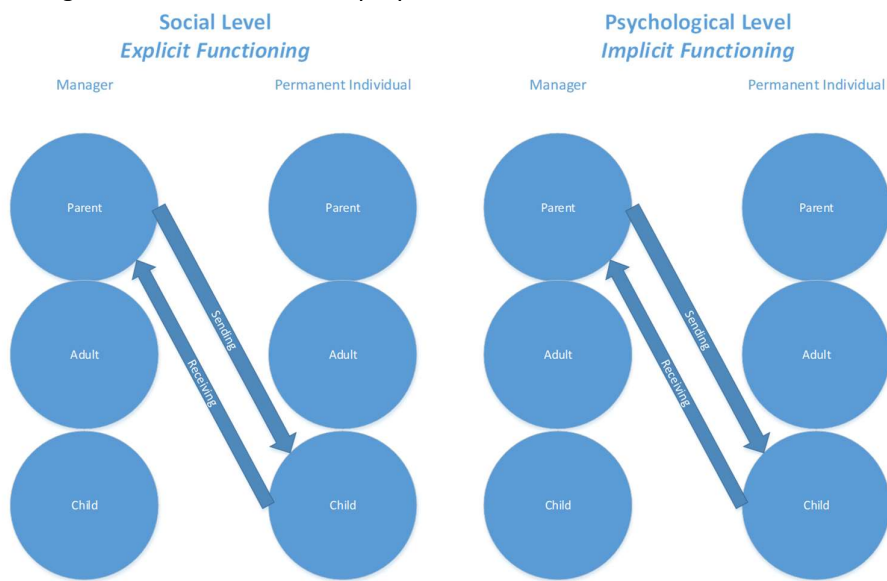 Social Level
Explicit Functioning
Manager
Permanent Individual
Parent
Parent
Sending
Adult
Adult
Receiving
Child
Child
Psychological Level
Implicit Functioning
Manager
Permanent Individual
Parent
Parent
Sending
Adult
Adult
Receiving
Child
Child